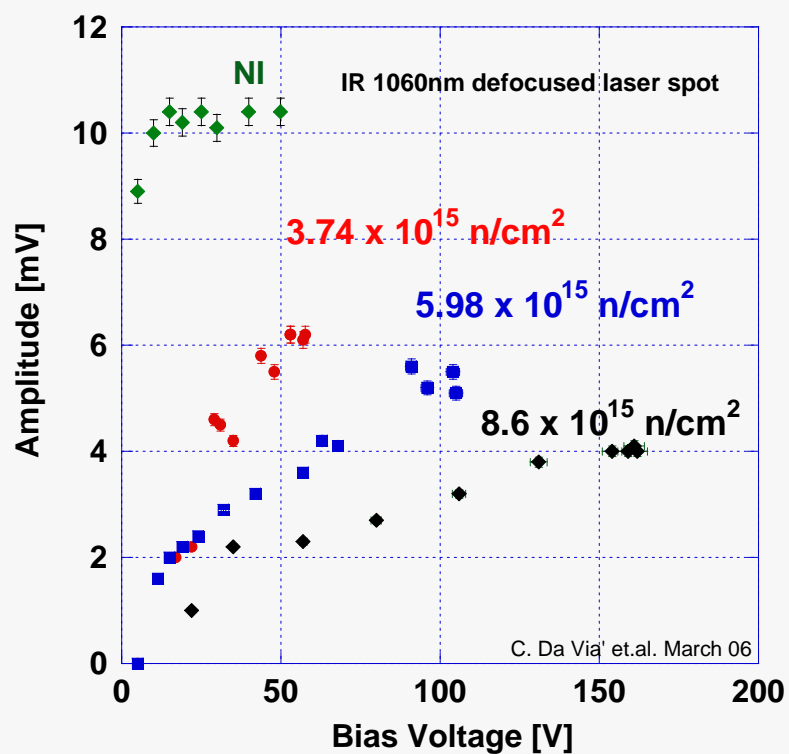 12
10
8
6
4
2
0
Amplitude [mV]
NI
IR 1060nm defocused laser spot
3.74 x 10^15 n/cm^2
5.98 x 10^15 n/cm^2
8.6 x 10^15 n/cm^2
C. Da Via' et.al. March 06
0 50 100 150 200
Bias Voltage [V]